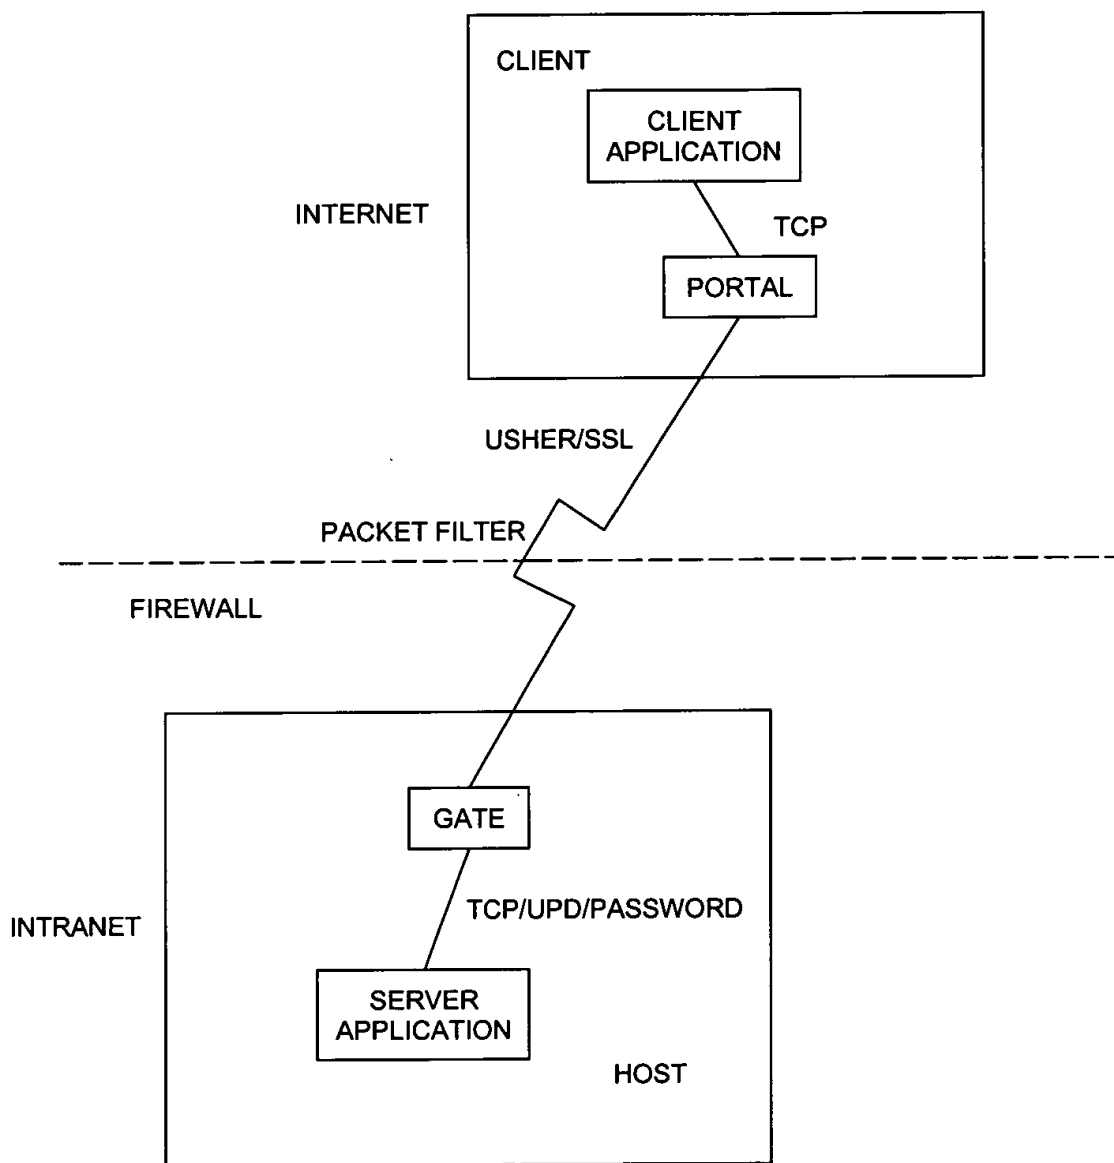 CLIENT
CLIENT
APPLICATION
INTERNET
TCP
PORTAL
USHER/SSL
PACKET FILTER
FIREWALL
GATE
TCP/UPD/PASSWORD
INTRANET
SERVER
APPLICATION
HOST